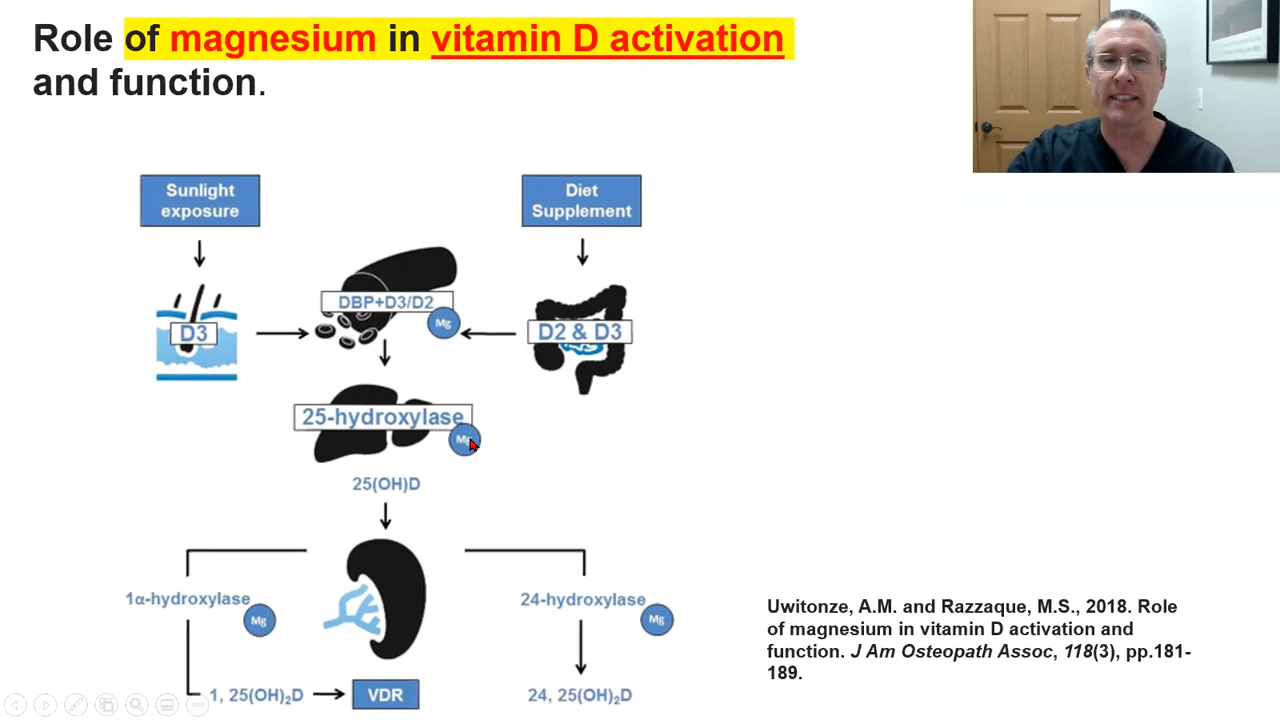 Role of magnesium in vitamin D activation
and function.
Sunlight
exposure
Diet
Supplement
D3
DBP+D3/D2
Mg
D2 & D3
25-hydroxylase
Mg
25(OH)D
1α-hydroxylase
Mg
24-hydroxylase
Mg
1, 25(OH)₂D
VDR
24, 25(OH)₂D
Uwitonze, A.M. and Razzaque, M.S., 2018. Role
of magnesium in vitamin D activation and
function. J Am Osteopath Assoc, 118(3), pp.181-
189.